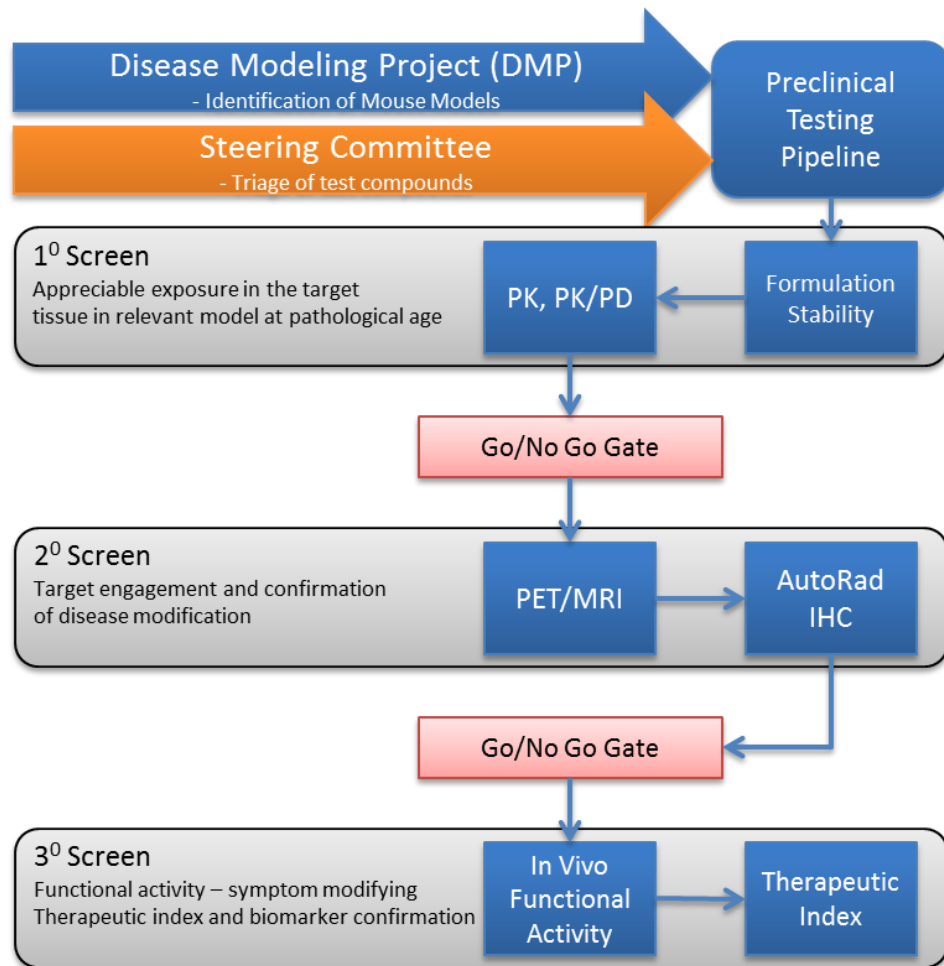 Disease Modeling Project (DMP)
- Identification of Mouse Models
Steering Committee
- Triage of test compounds
Preclinical
Testing
Pipeline
1⁰ Screen
Appreciable exposure in the target
tissue in relevant model at pathological age
PK, PK/PD
Formulation
Stability
Go/No Go Gate
2⁰ Screen
Target engagement and confirmation
of disease modification
PET/MRI
AutoRad
IHC
Go/No Go Gate
3⁰ Screen
Functional activity – symptom modifying
Therapeutic index and biomarker confirmation
In Vivo
Functional
Activity
Therapeutic
Index